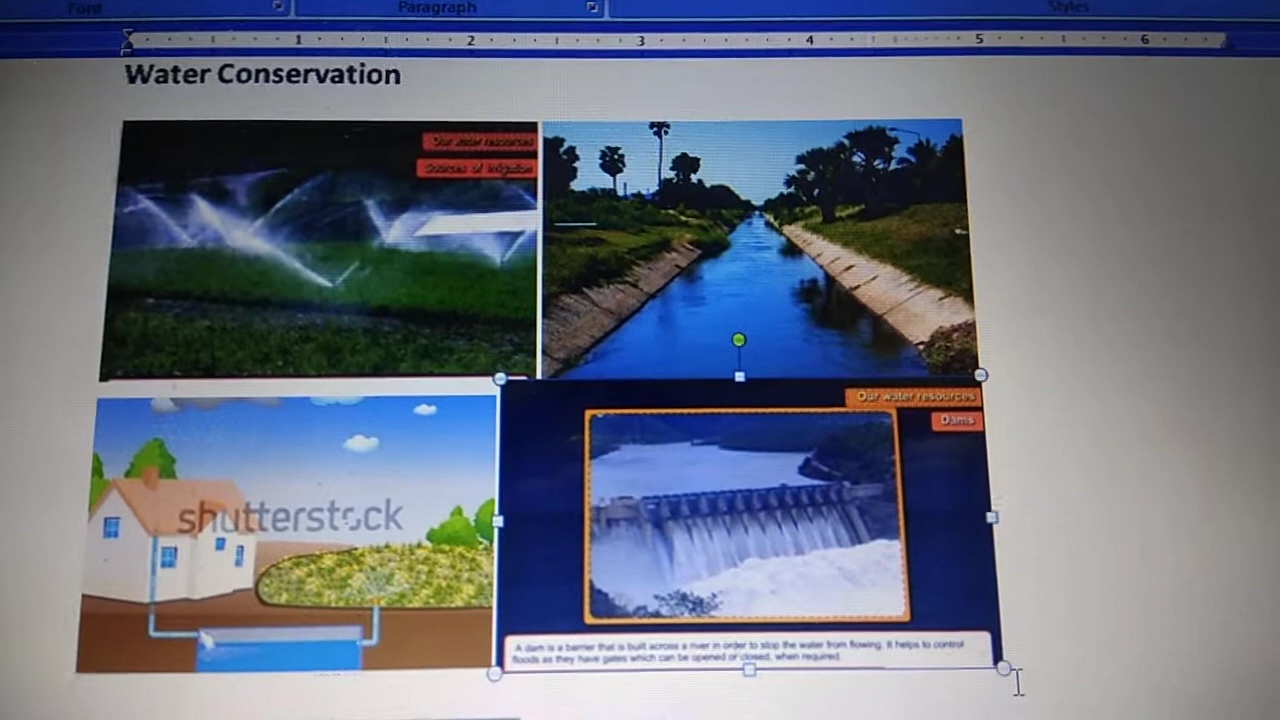 Font
Paragraph
Styles
1 2 3 4 5 6
Water Conservation
Our water resources
Sources of Irrigation
shutterstock
Our water resources
Dams
A dam is a barrier that is built across a river in order to stop the water from flowing. It helps to control
floods as they have gates which can be opened or closed, when required.